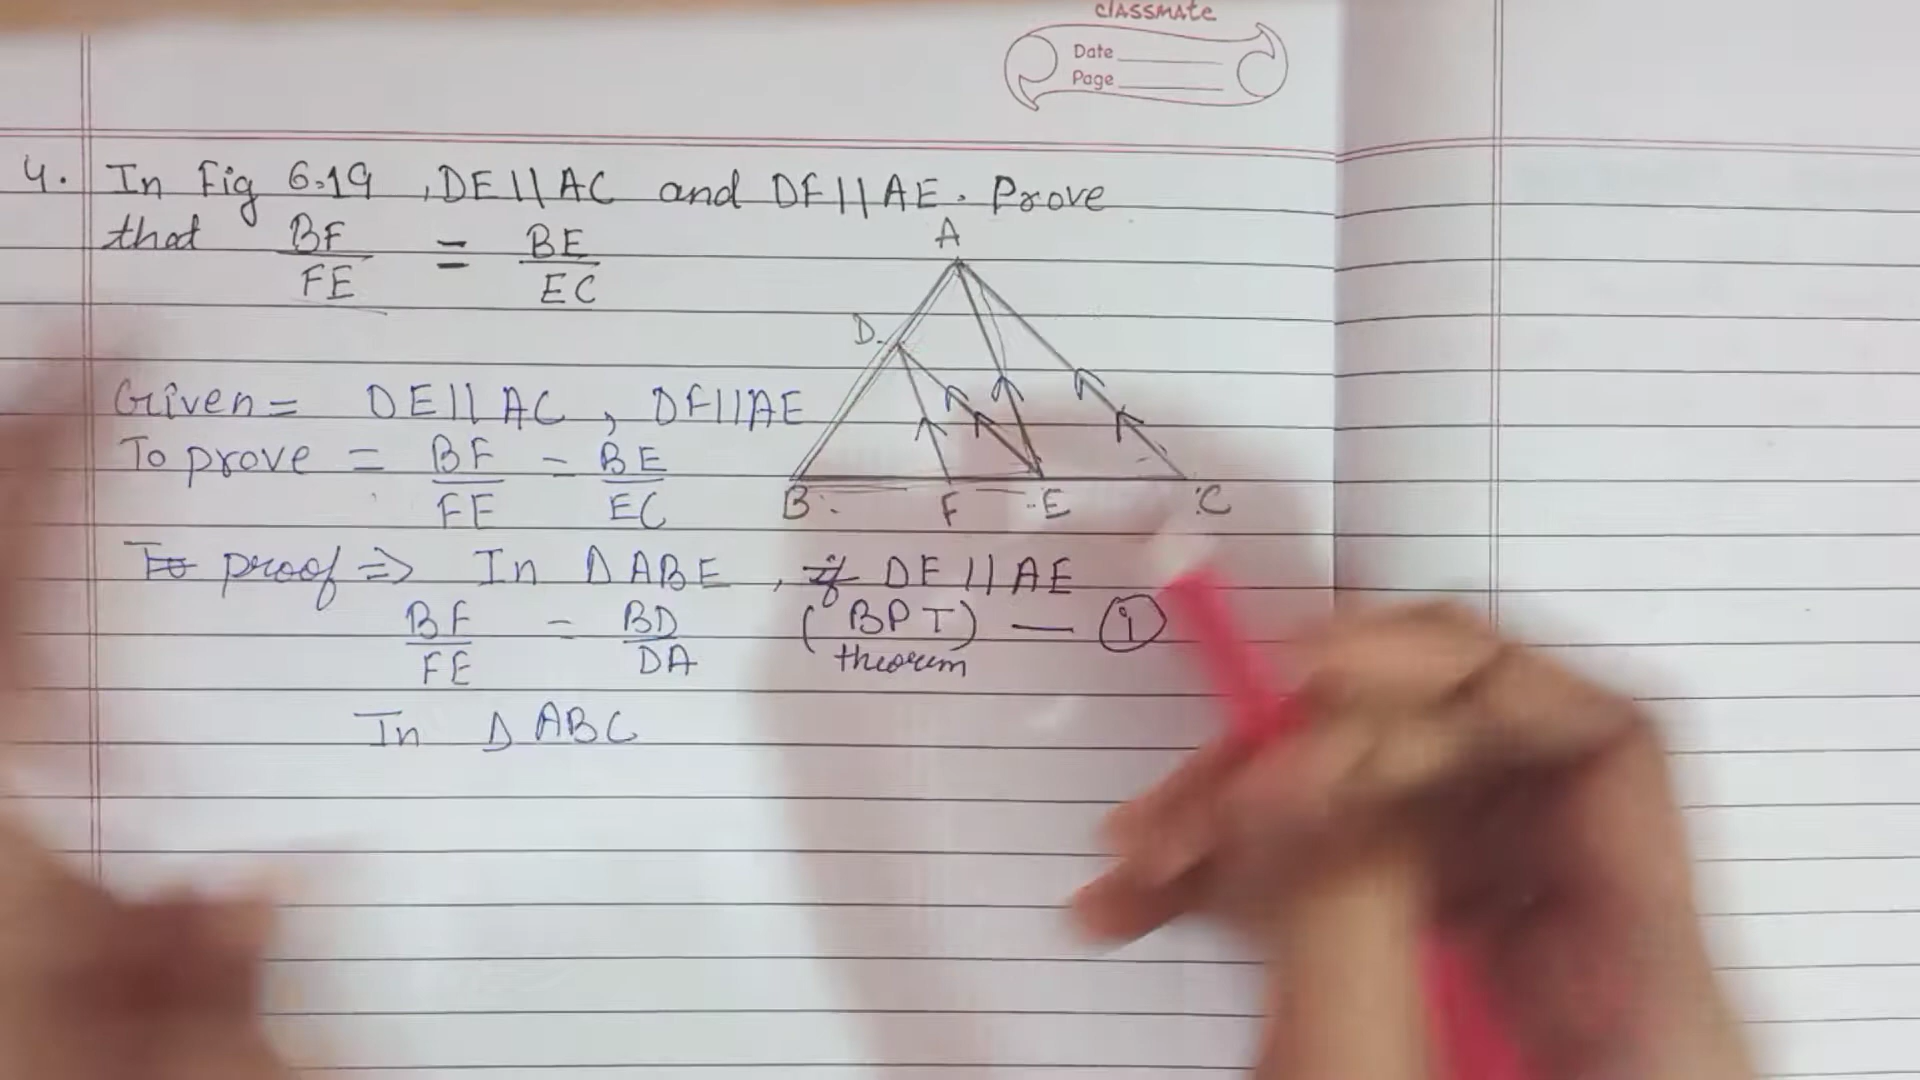 classmate
Date
Page
4. In Fig 6.19, DE||AC and DF||AE. Prove
that BF/FE = BE/EC
A
D
B F E C
Given = DE||AC, DF||AE
To prove = BF/FE = BE/EC
proof => In Δ ABE, DF||AE
BF/FE = BD/DA (BPT) — (i)
theorem
In Δ ABC